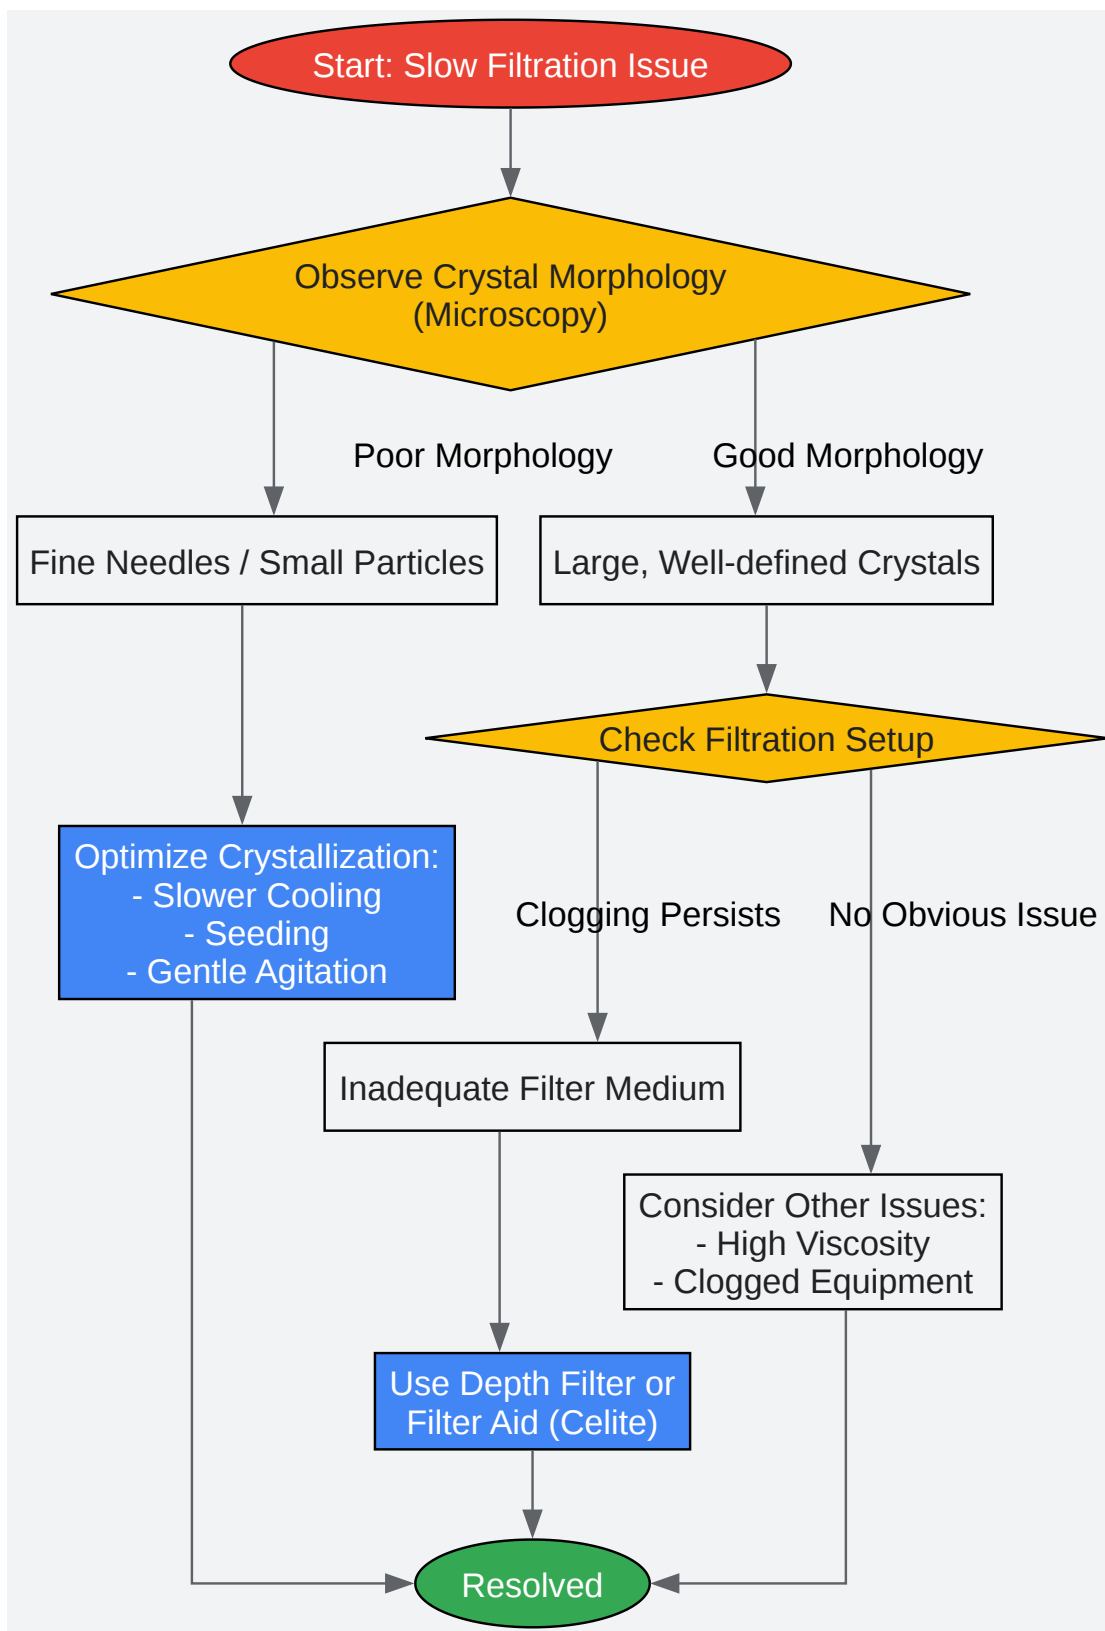 Start: Slow Filtration Issue
Observe Crystal Morphology
(Microscopy)
Poor Morphology
Good Morphology
Fine Needles / Small Particles
Large, Well-defined Crystals
Check Filtration Setup
Optimize Crystallization:
- Slower Cooling
- Seeding
- Gentle Agitation
Clogging Persists
No Obvious Issue
Inadequate Filter Medium
Consider Other Issues:
- High Viscosity
- Clogged Equipment
Use Depth Filter or
Filter Aid (Celite)
Resolved